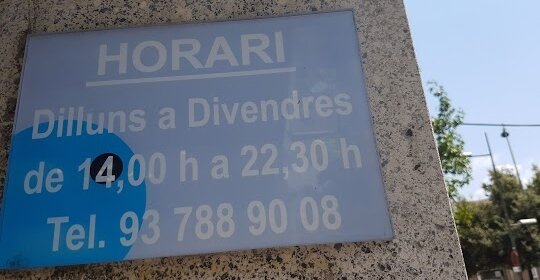 HORARI
Dilluns a Divendres
de 14,00 h a 22,30 h
Tel. 93 788 90 08